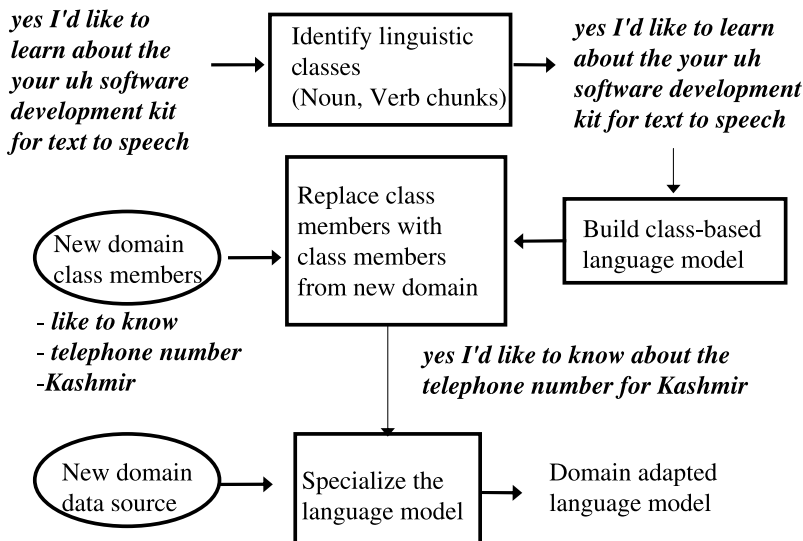 yes I'd like to
learn about the
your uh software
development kit
for text to speech
Identify linguistic
classes
(Noun, Verb chunks)
yes I'd like to learn
about the your uh
software development
kit for text to speech
New domain
class members
- like to know
- telephone number
-Kashmir
Replace class
members with
class members
from new domain
Build class-based
language model
yes I'd like to know about the
telephone number for Kashmir
New domain
data source
Specialize the
language model
Domain adapted
language model